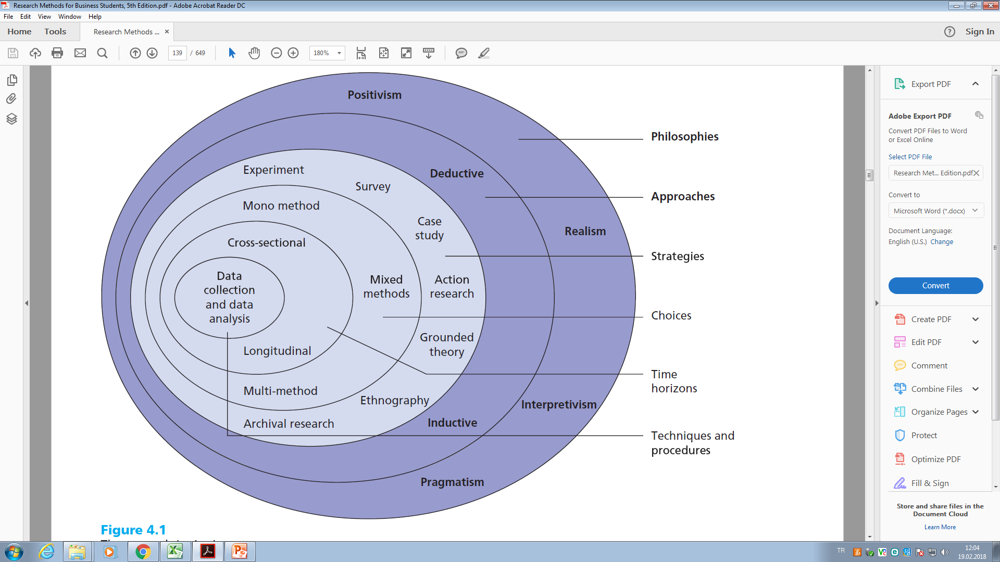 Research Methods for Business Students, 5th Edition.pdf - Adobe Acrobat Reader DC
File Edit View Window Help
Home Tools Research Methods ... × Sign In
139 / 649 180%
Positivism
Philosophies
Experiment
Survey
Deductive
Approaches
Mono method
Case
study
Realism
Cross-sectional
Strategies
Data
collection
and data
analysis
Mixed
methods
Action
research
Choices
Longitudinal
Grounded
theory
Time
horizons
Multi-method
Ethnography
Interpretivism
Archival research
Inductive
Techniques and
procedures
Pragmatism
Figure 4.1
Export PDF
Adobe Export PDF
Convert PDF Files to Word
or Excel Online
Select PDF File
Research Met... Edition.pdf
Convert to
Microsoft Word (*.docx)
Document Language:
English (U.S.) Change
Convert
Create PDF
Edit PDF
Comment
Combine Files
Organize Pages
Protect
Optimize PDF
Fill & Sign
Store and share files in the
Document Cloud
Learn More
TR
12:04
19.02.2018